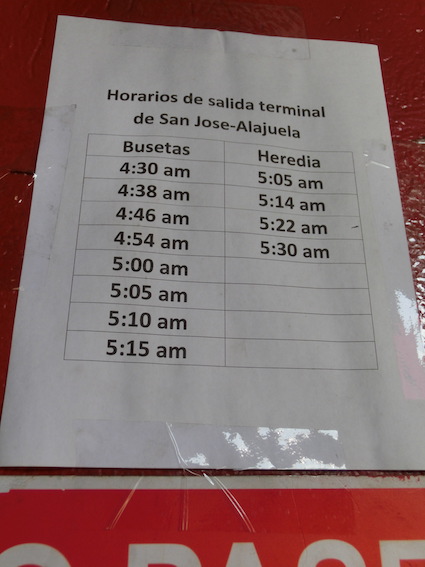 Horarios de salida terminal
de San Jose-Alajuela
Busetas Heredia
4:30 am 5:05 am
4:38 am 5:14 am
4:46 am 5:22 am
4:54 am 5:30 am
5:00 am
5:05 am
5:10 am
5:15 am